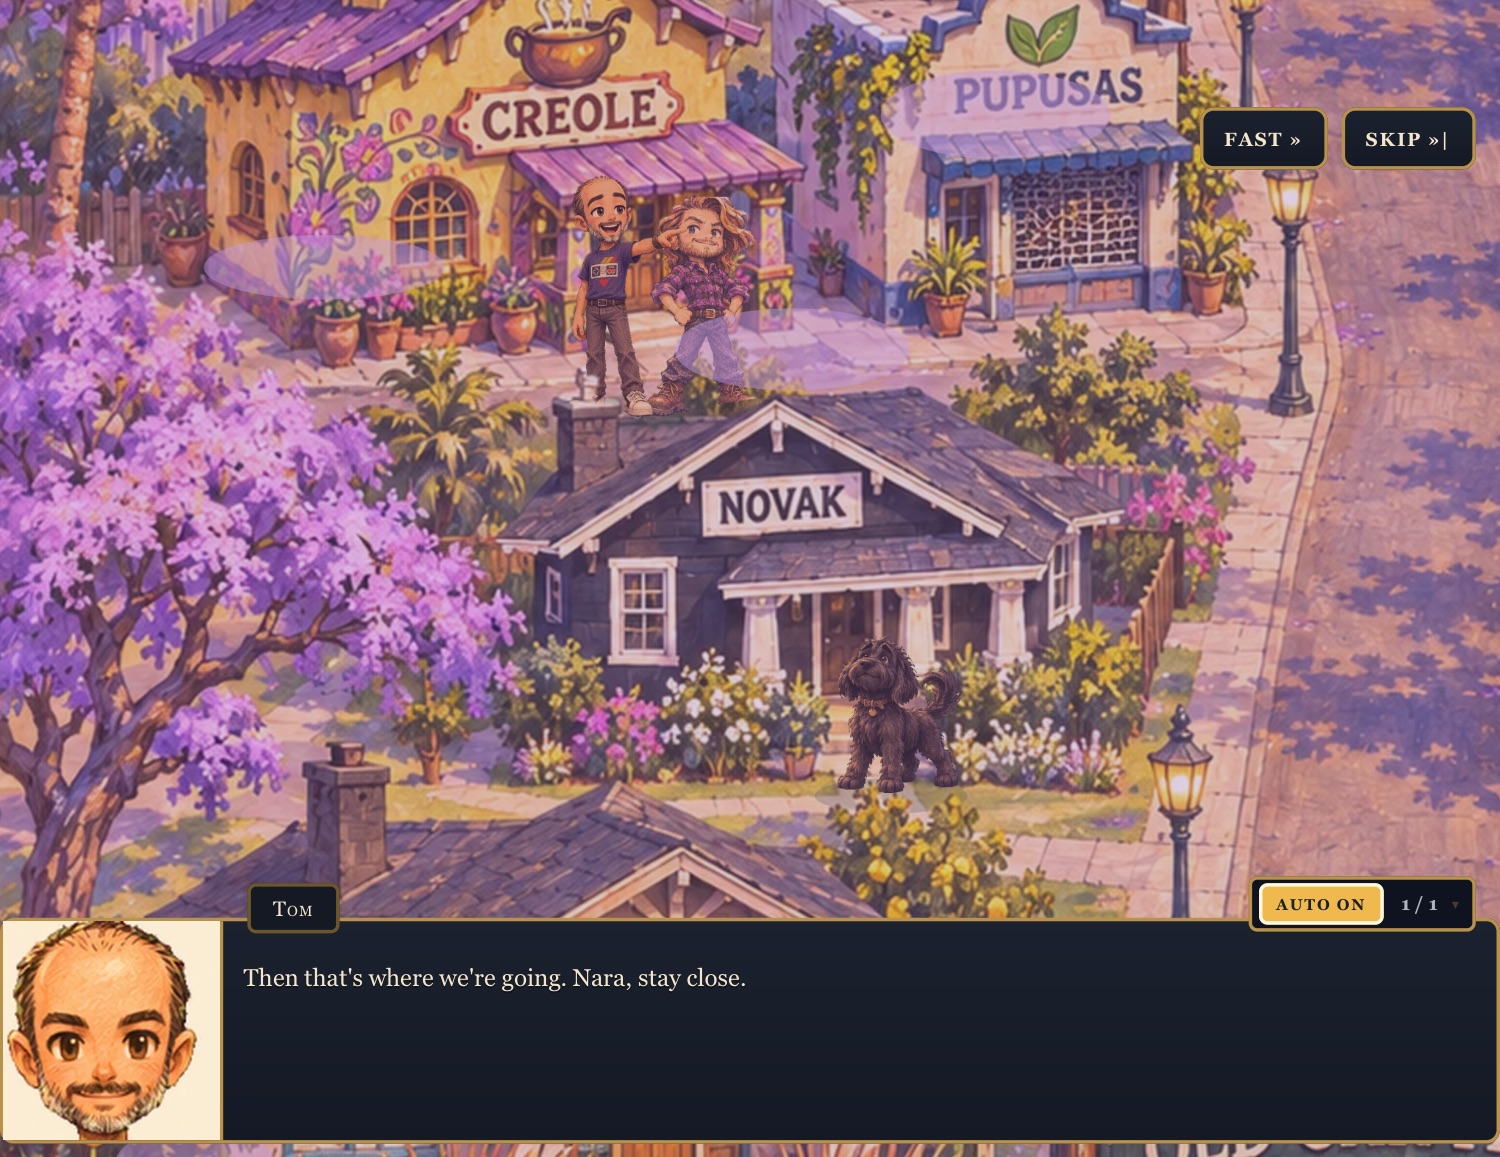 CREOLE
PUPUSAS
FAST »
SKIP »|
NOVAK
Tom
AUTO ON
1 / 1 ▼
Then that's where we're going. Nara, stay close.